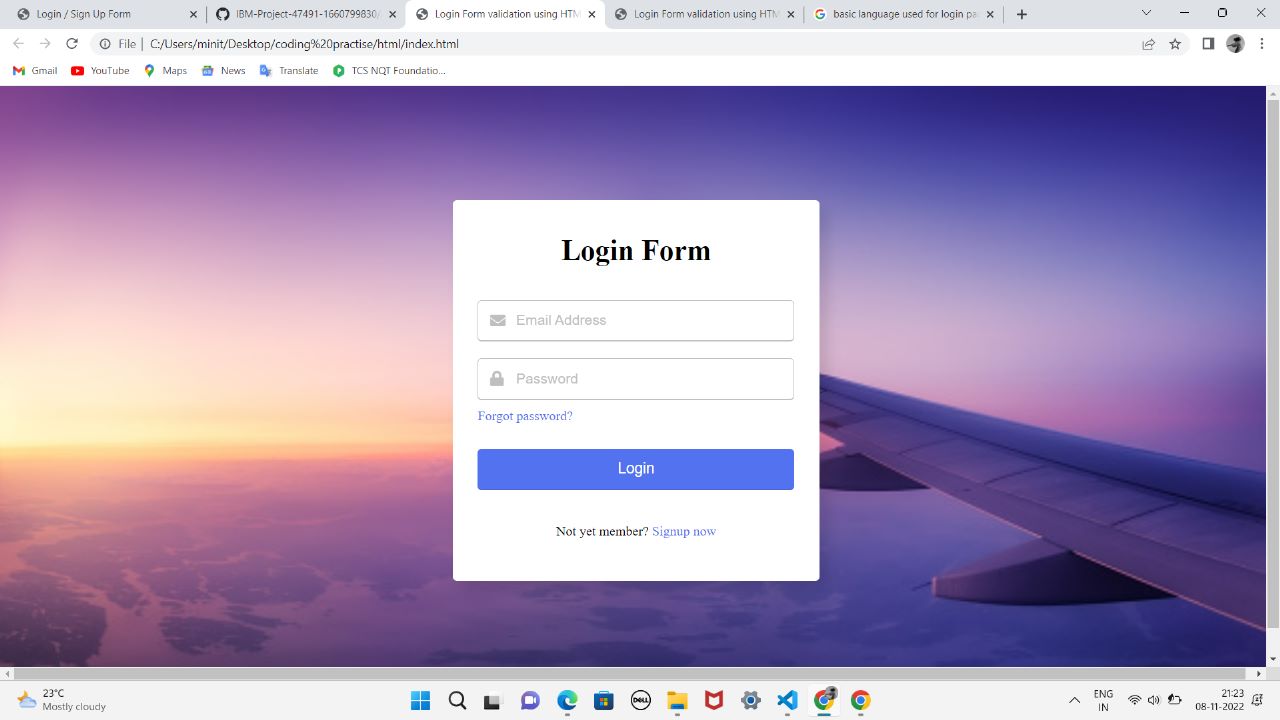 Login / Sign Up Form
IBM-Project-47491-1660799830/
Login Form validation using HTM
Login Form validation using HTM
basic language used for login pa
File
C:/Users/minit/Desktop/coding%20practise/html/index.html
Gmail
YouTube
Maps
News
Translate
TCS NQT Foundatio...
Login Form
Email Address
Password
Forgot password?
Login
Not yet member? Signup now
23°C
Mostly cloudy
DELL
ENG
IN
21:23
08-11-2022